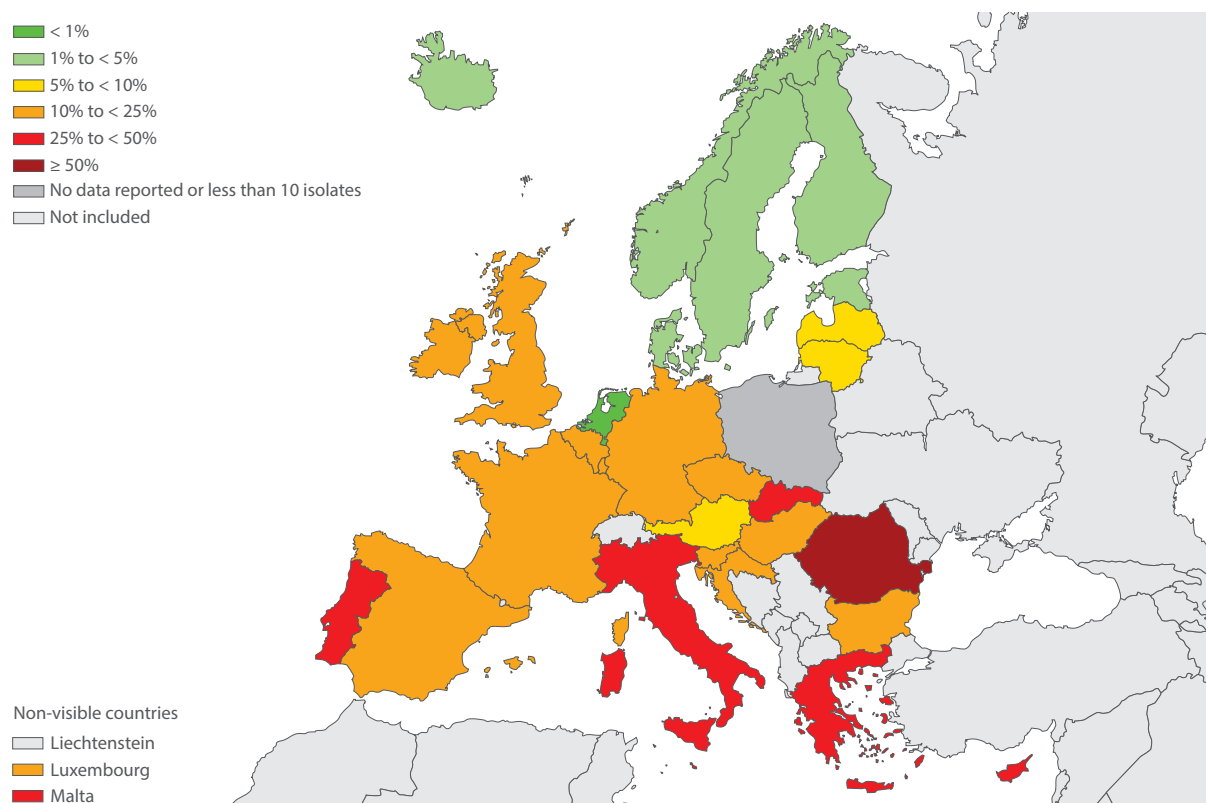 < 1%
1% to < 5%
5% to < 10%
10% to < 25%
25% to < 50%
≥ 50%
No data reported or less than 10 isolates
Not included
Non-visible countries
Liechtenstein
Luxembourg
Malta